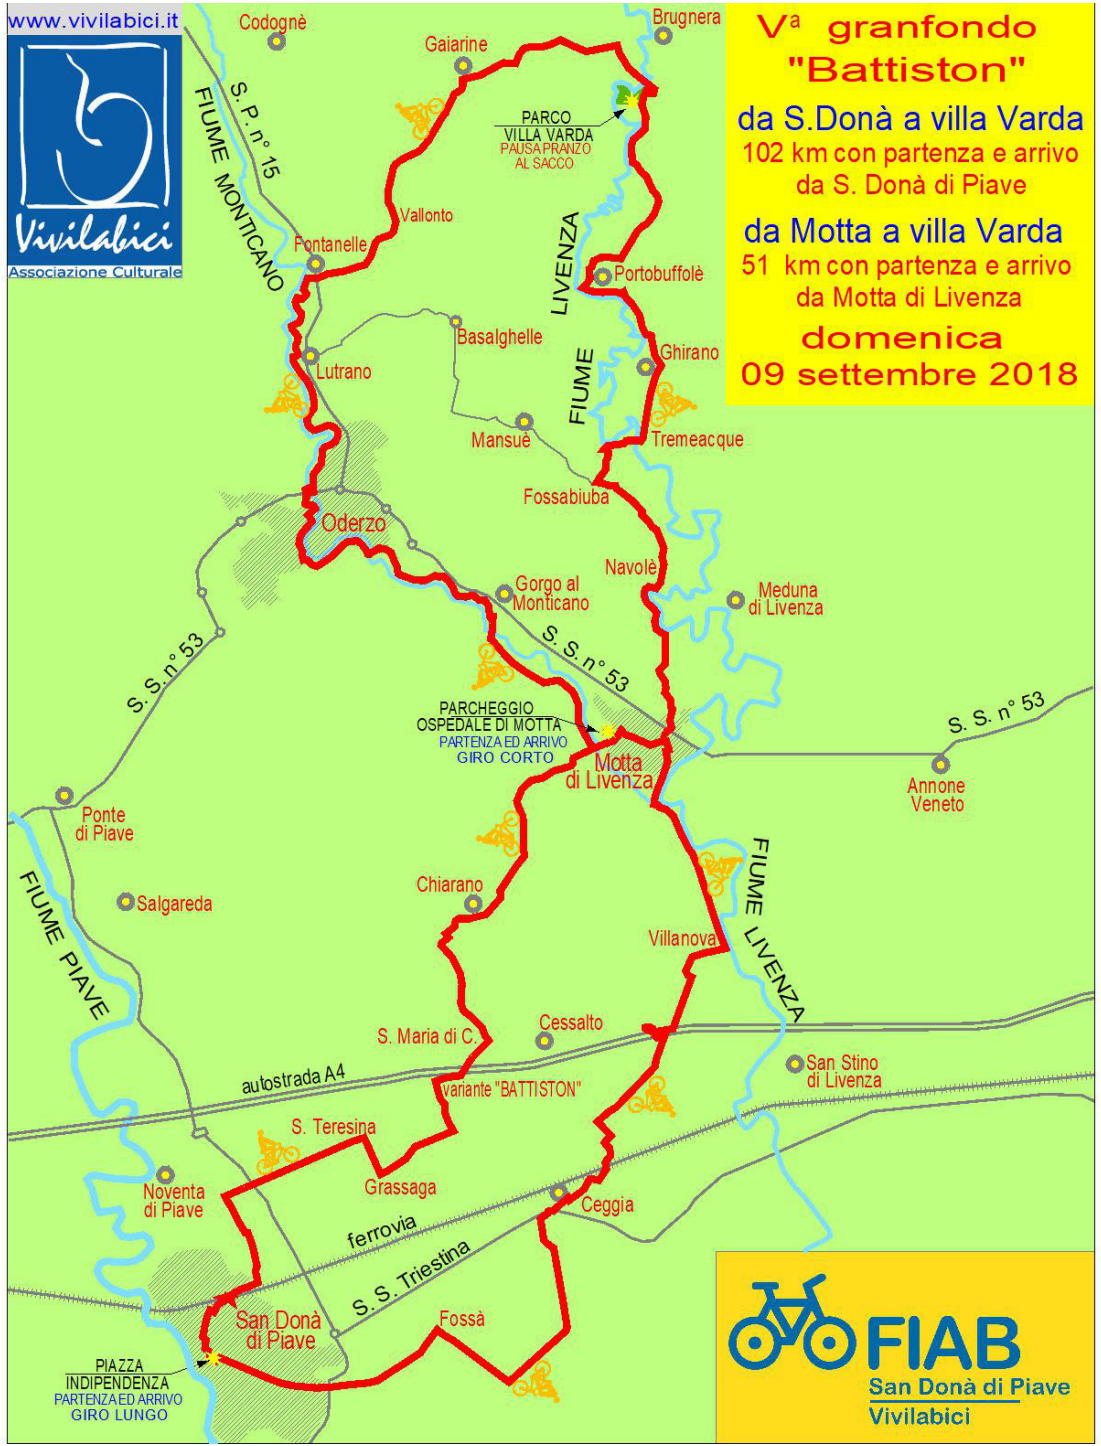 www.vivilabici.it
Vivilabici
Associazione Culturale
Vª granfondo
"Battiston"
da S.Donà a villa Varda
102 km con partenza e arrivo
da S. Donà di Piave
da Motta a villa Varda
51 km con partenza e arrivo
da Motta di Livenza
domenica
09 settembre 2018
Codognè
Gaiarine
Brugnera
S. P. n° 15
FIUME MONTICANO
PARCO
VILLA VARDA
PAUSA PRANZO
AL SACCO
Vallonto
Fontanelle
LIVENZA
FIUME
Portobuffolè
Basalghelle
Lutrano
Ghirano
Mansuè
Tremeacque
Fossabiuba
Oderzo
Navolè
Gorgo al
Monticano
Meduna
di Livenza
S. S. n° 53
S. S. n° 53
S. S. n° 53
PARCHEGGIO
OSPEDALE DI MOTTA
PARTENZA ED ARRIVO
GIRO CORTO
Motta
di Livenza
Annone
Veneto
Ponte
di Piave
FIUME PIAVE
Salgareda
Chiarano
FIUME LIVENZA
Villanova
S. Maria di C.
Cessalto
San Stino
di Livenza
autostrada A4
variante "BATTISTON"
S. Teresina
Grassaga
Noventa
di Piave
Ceggia
ferrovia
S. S. Triestina
San Donà
di Piave
Fossà
PIAZZA
INDIPENDENZA
PARTENZA ED ARRIVO
GIRO LUNGO
FIAB
San Donà di Piave
Vivilabici